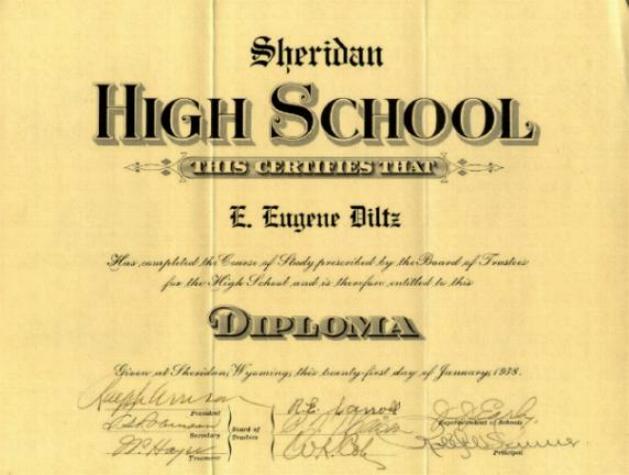 Sheridan
HIGH SCHOOL
THIS CERTIFIES THAT
E. Eugene Diltz
Has completed the Course of Study prescribed by the Board of Trustees
for the High School and is therefore entitled to this
DIPLOMA
Given at Sheridan, Wyoming, this twenty-first day of January, 1938.
President
Secretary
Treasurer
Board of
Trustees
Superintendent of Schools
Principal